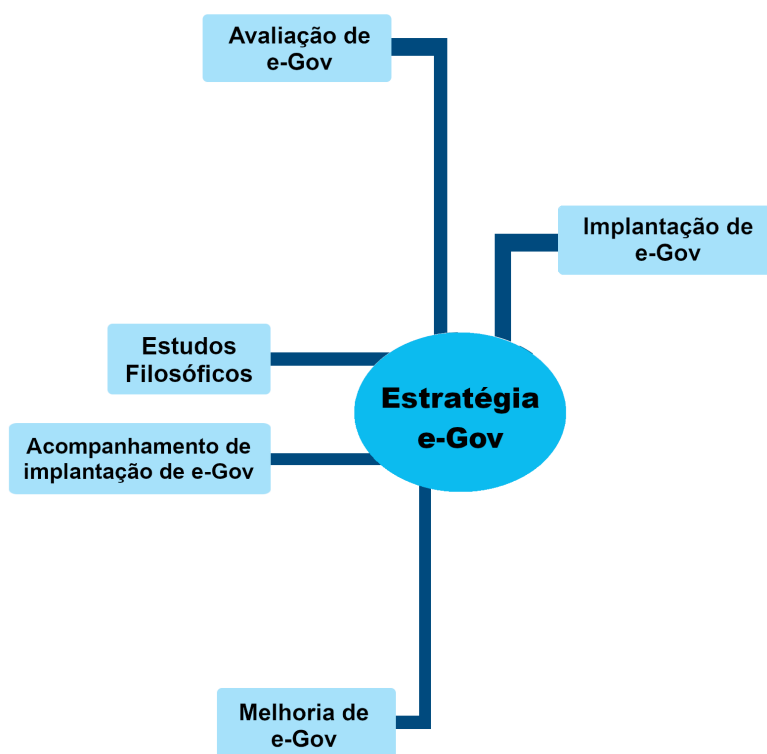 Avaliação de
e-Gov
Implantação de
e-Gov
Estudos
Filosóficos
Estratégia
e-Gov
Acompanhamento de
implantação de e-Gov
Melhoria de
e-Gov